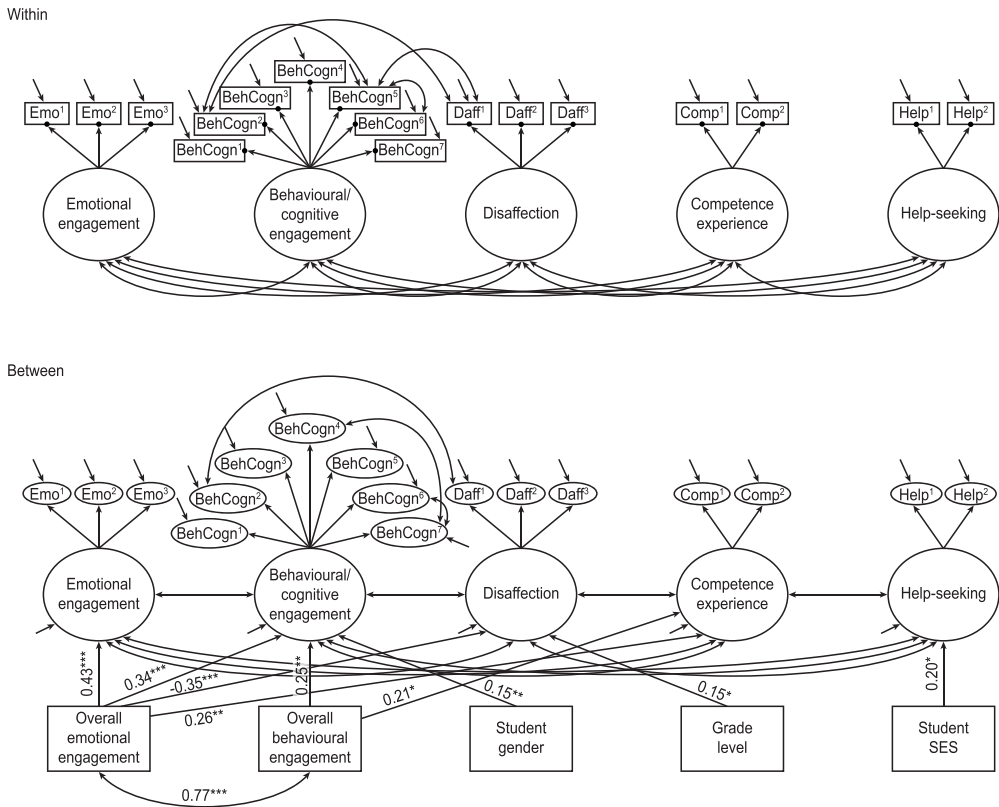 Within
BehCogn⁴
BehCogn³
BehCogn⁵
Emo¹ Emo² Emo³
BehCogn²
BehCogn⁶
Daff¹ Daff² Daff³
Comp¹ Comp²
Help¹ Help²
BehCogn¹
BehCogn⁷
Emotional
engagement
Behavioural/
cognitive
engagement
Disaffection
Competence
experience
Help-seeking
Between
BehCogn⁴
BehCogn³
BehCogn⁵
Emo¹ Emo² Emo³
BehCogn²
BehCogn⁶
Daff¹ Daff² Daff³
Comp¹ Comp²
Help¹ Help²
BehCogn¹
BehCogn⁷
Emotional
engagement
Behavioural/
cognitive
engagement
Disaffection
Competence
experience
Help-seeking
0.43***
0.34***
-0.35***
0.26**
0.25**
0.21*
0.15**
0.15*
0.20*
Overall
emotional
engagement
Overall
behavioural
engagement
Student
gender
Grade
level
Student
SES
0.77***